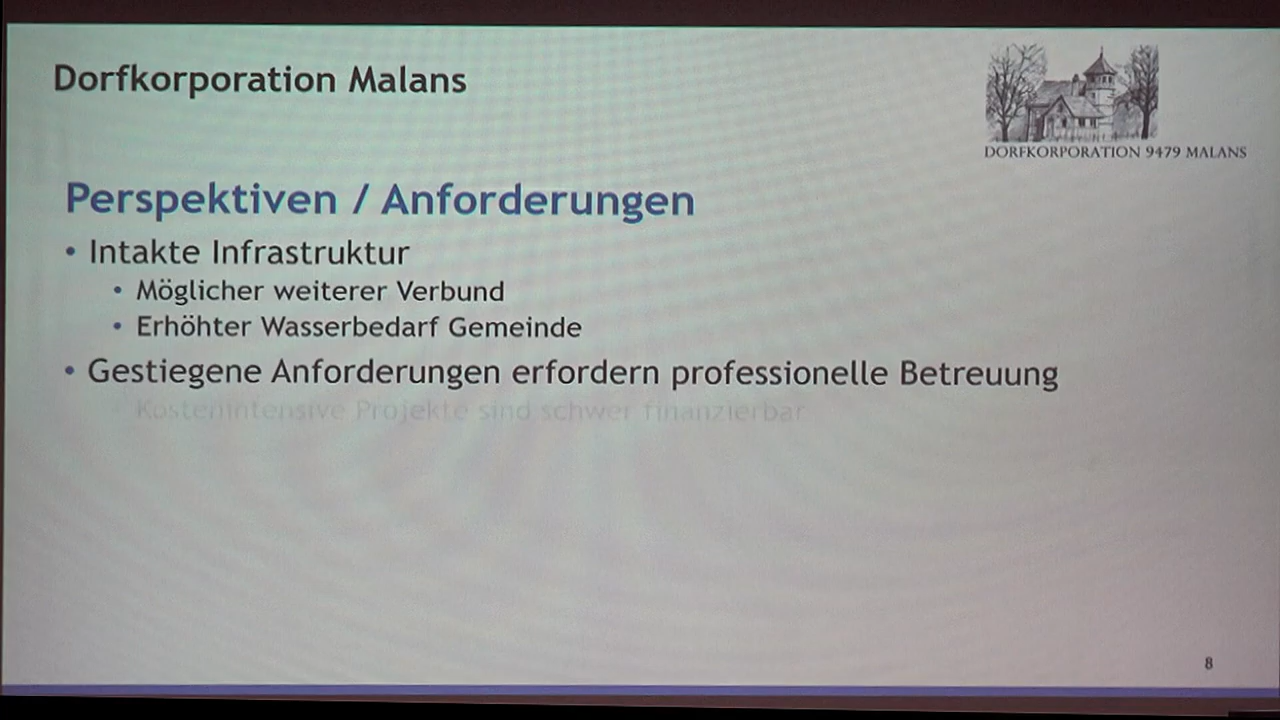 Dorfkorporation Malans
DORFKORPORATION 9479 MALANS
Perspektiven / Anforderungen
• Intakte Infrastruktur
• Möglicher weiterer Verbund
• Erhöhter Wasserbedarf Gemeinde
• Gestiegene Anforderungen erfordern professionelle Betreuung
Kostenintensive Projekte sind schwer finanzierbar
8